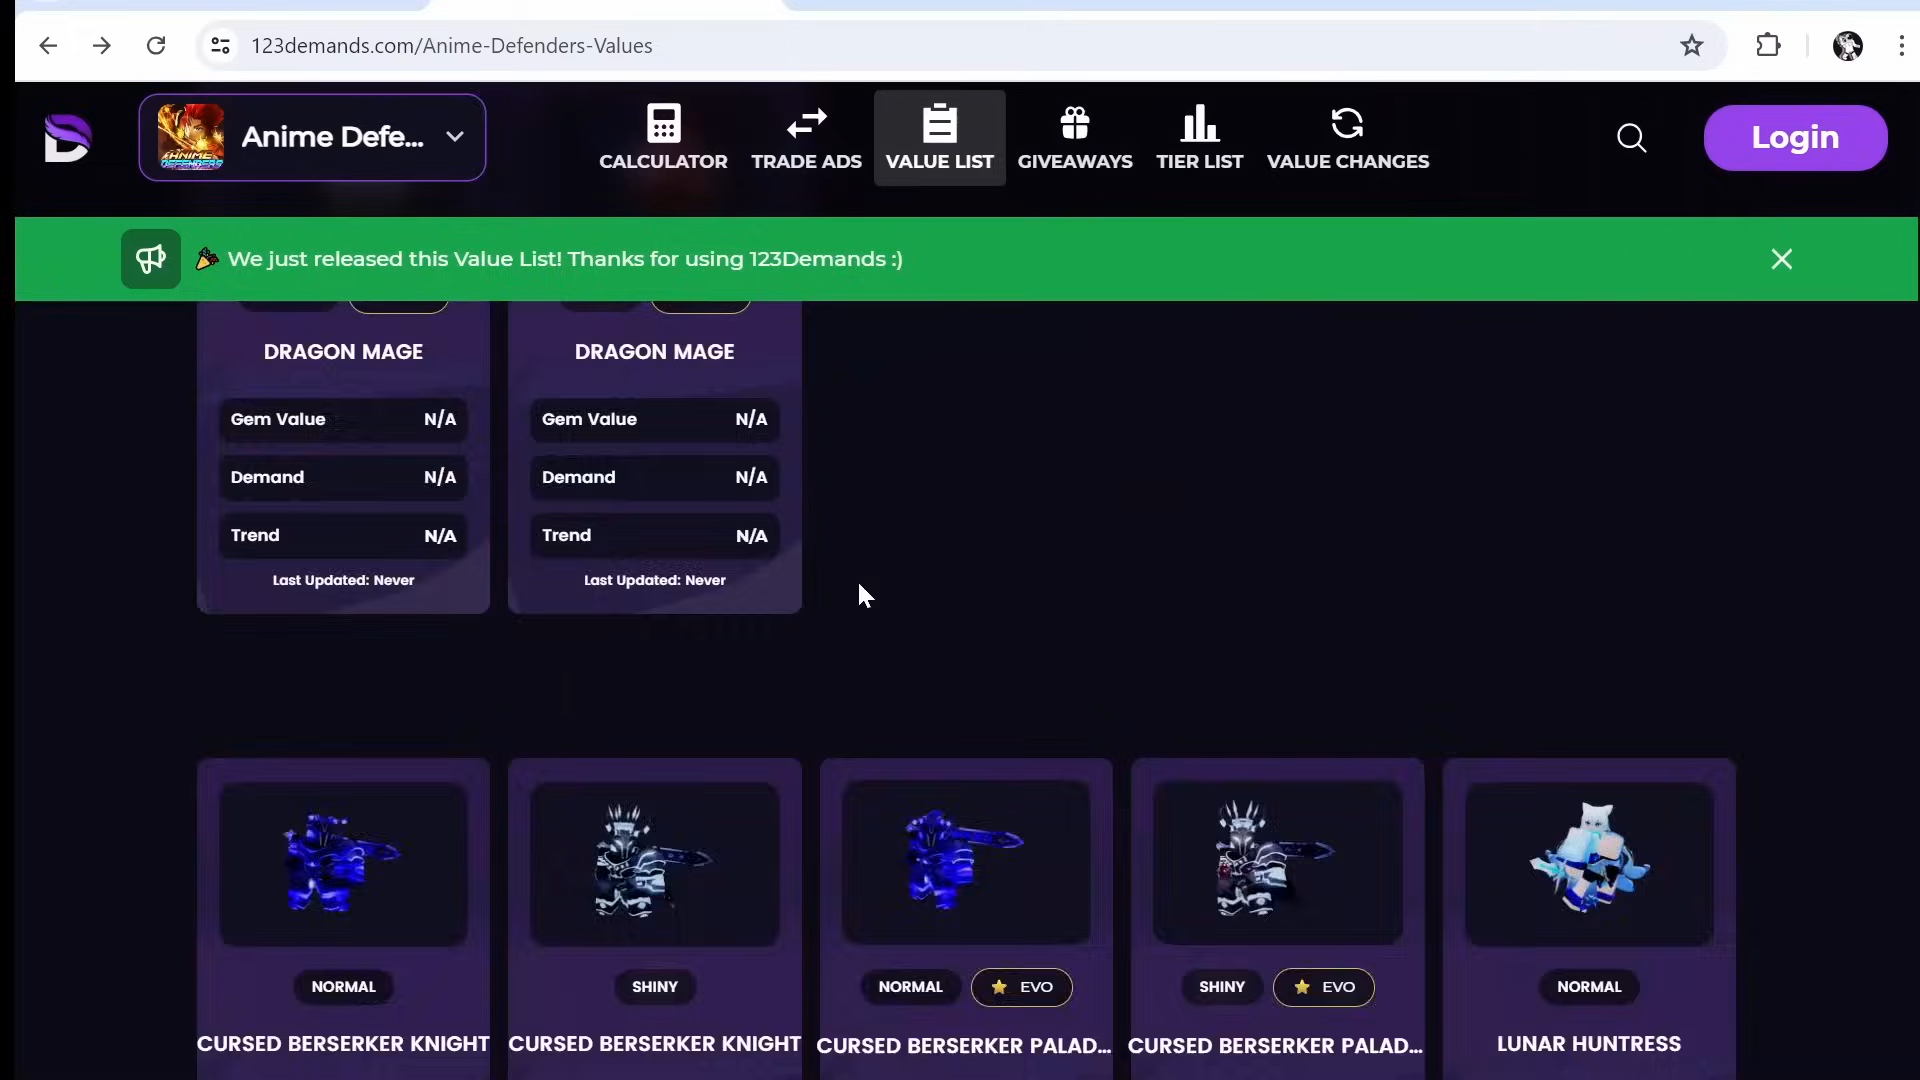 123demands.com/Anime-Defenders-Values
Anime Defe...
CALCULATOR
TRADE ADS
VALUE LIST
GIVEAWAYS
TIER LIST
VALUE CHANGES
Login
ANIME DEFENDERS
🎉 We just released this Value List! Thanks for using 123Demands :)
DRAGON MAGE
Gem Value N/A
Demand N/A
Trend N/A
Last Updated: Never
DRAGON MAGE
Gem Value N/A
Demand N/A
Trend N/A
Last Updated: Never
NORMAL
CURSED BERSERKER KNIGHT
SHINY
CURSED BERSERKER KNIGHT
NORMAL ⭐ EVO
CURSED BERSERKER PALAD...
SHINY ⭐ EVO
CURSED BERSERKER PALAD...
NORMAL
LUNAR HUNTRESS